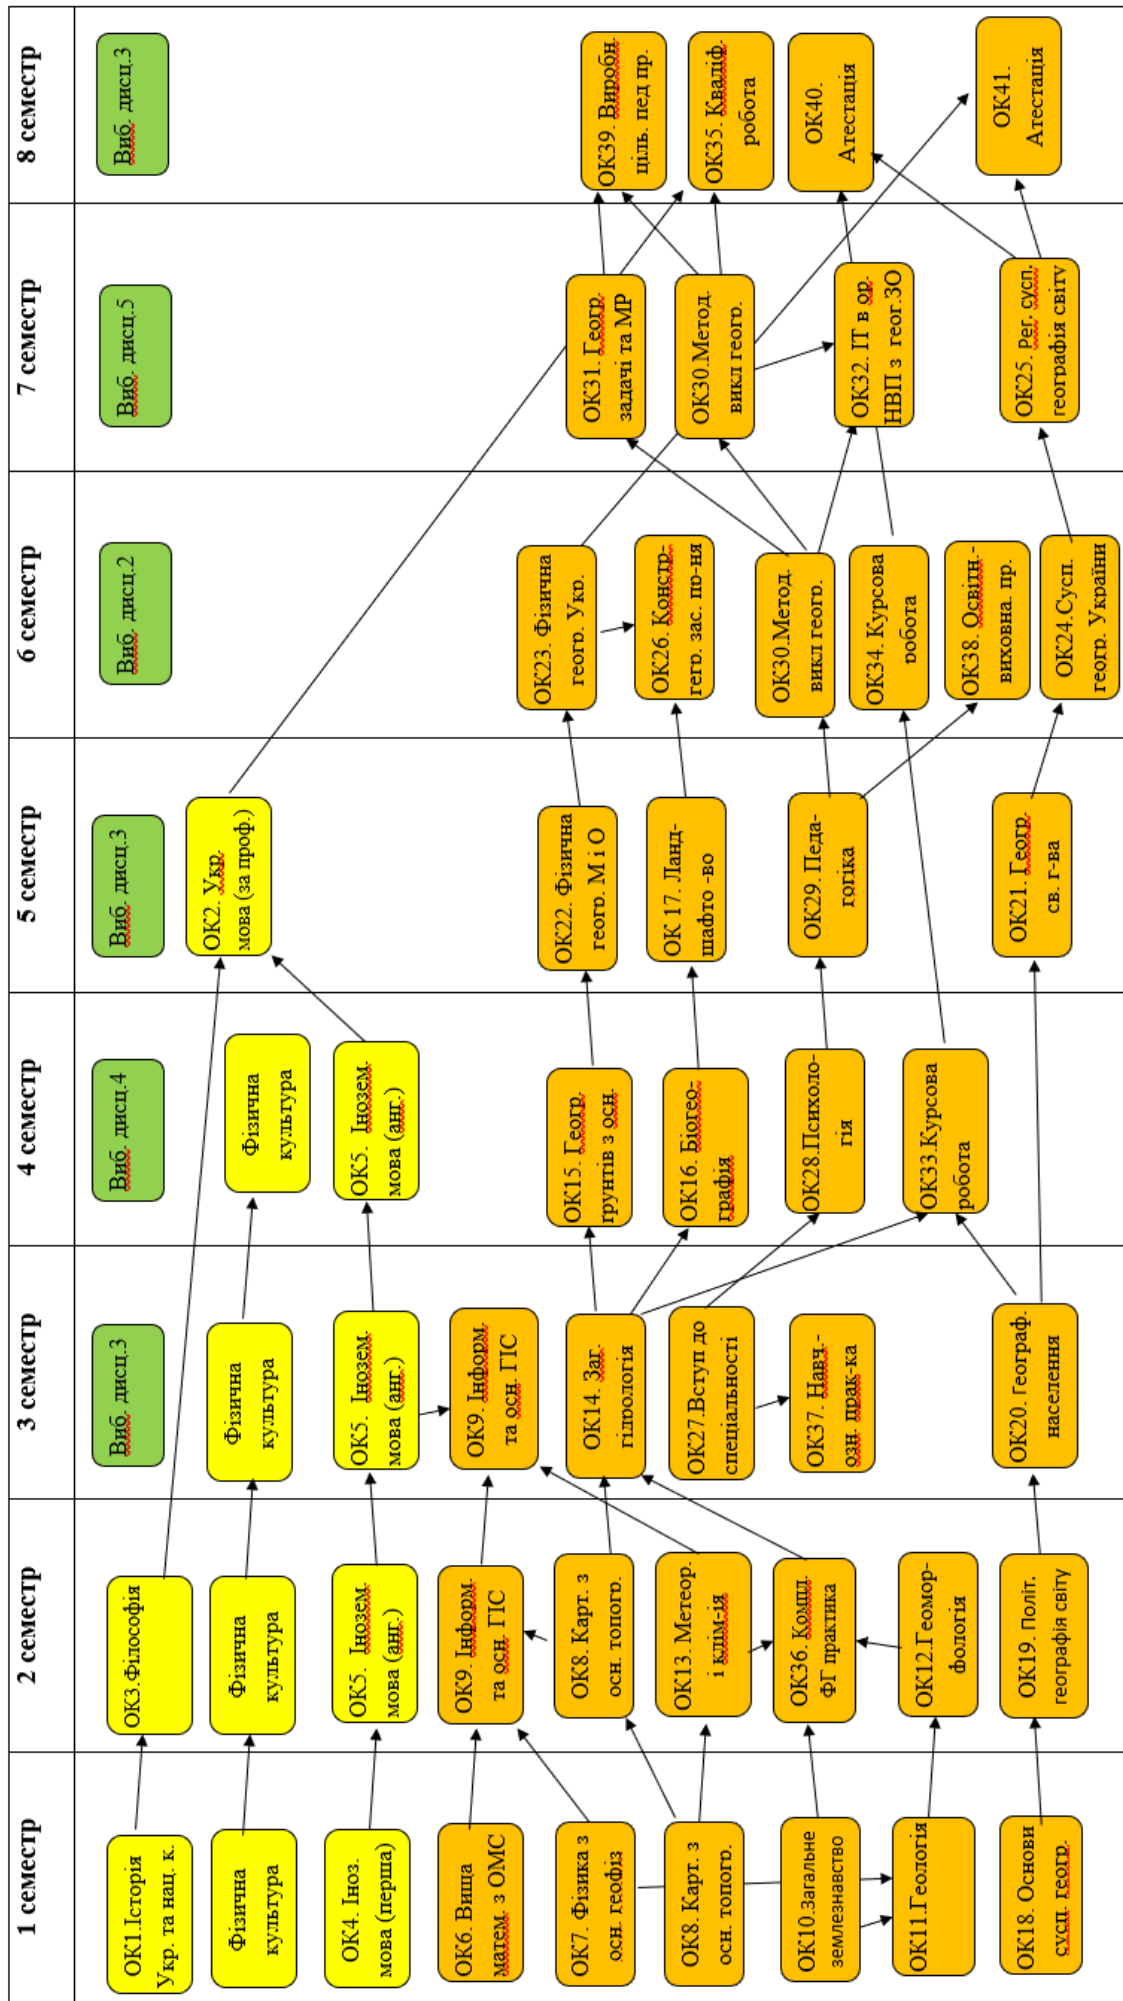 1 семестр
ОК1.Історія
Укр. та нац. к.
Фізична
культура
ОК4. Іноз.
мова (перша)
ОК6. Вища
матем. з ОМС
ОК7. Фізика з
осн. геофіз
ОК8. Карт. з
осн. топогр.
ОК10.Загальне
землезнавство
ОК11.Геологія
ОК18. Основи
сусп. геогр.
2 семестр
ОК3.Філософія
Фізична
культура
ОК5. Інозем.
мова (анг.)
ОК9. Інформ.
та осн. ГІС
ОК8. Карт. з
осн. топогр.
ОК13. Метеор.
і клім-ія
ОК36. Компл.
ФГ практика
ОК12.Геомор-
фологія
ОК19. Політ.
географія світу
3 семестр
Виб. дисц.3
Фізична
культура
ОК5. Інозем.
мова (анг.)
ОК9. Інформ.
та осн. ГІС
ОК14. Заг.
гідрологія
ОК27.Вступ до
спеціальності
ОК37. Навч.-
озн. прак-ка
ОК20. Географ.
населення
4 семестр
Виб. дисц.4
Фізична
культура
ОК5. Інозем.
мова (анг.)
ОК15. Геогр.
ґрунтів з осн.
ОК16. Біогео-
графія
ОК28.Психоло-
гія
ОК33.Курсова
робота
5 семестр
Виб. дисц.3
ОК2. Укр.
мова (за проф.)
ОК22. Фізична
геогр. М і О
ОК 17. Ланд-
шафто -во
ОК29. Педа-
гогіка
ОК21. Геогр.
св. г-ва
6 семестр
Виб. дисц.2
ОК23. Фізична
геогр. Укр.
ОК26. Констр-
гегр. зас. пр-ня
ОК30.Метод.
викл геогр.
ОК34. Курсова
робота
ОК38. Освітн.-
виховна. пр.
ОК24.Сусп.
геогр. України
7 семестр
Виб. дисц.5
ОК31. Геогр.
задачі та МР
ОК30.Метод.
викл геогр.
ОК32. ІТ в ор.
НВП з геог.ЗО
ОК25. Рег. сусп.
географія світу
8 семестр
Виб. дисц.3
ОК39. Виробн.
ціль. пед пр.
ОК35. Кваліф.
робота
ОК40.
Атестація
ОК41.
Атестація